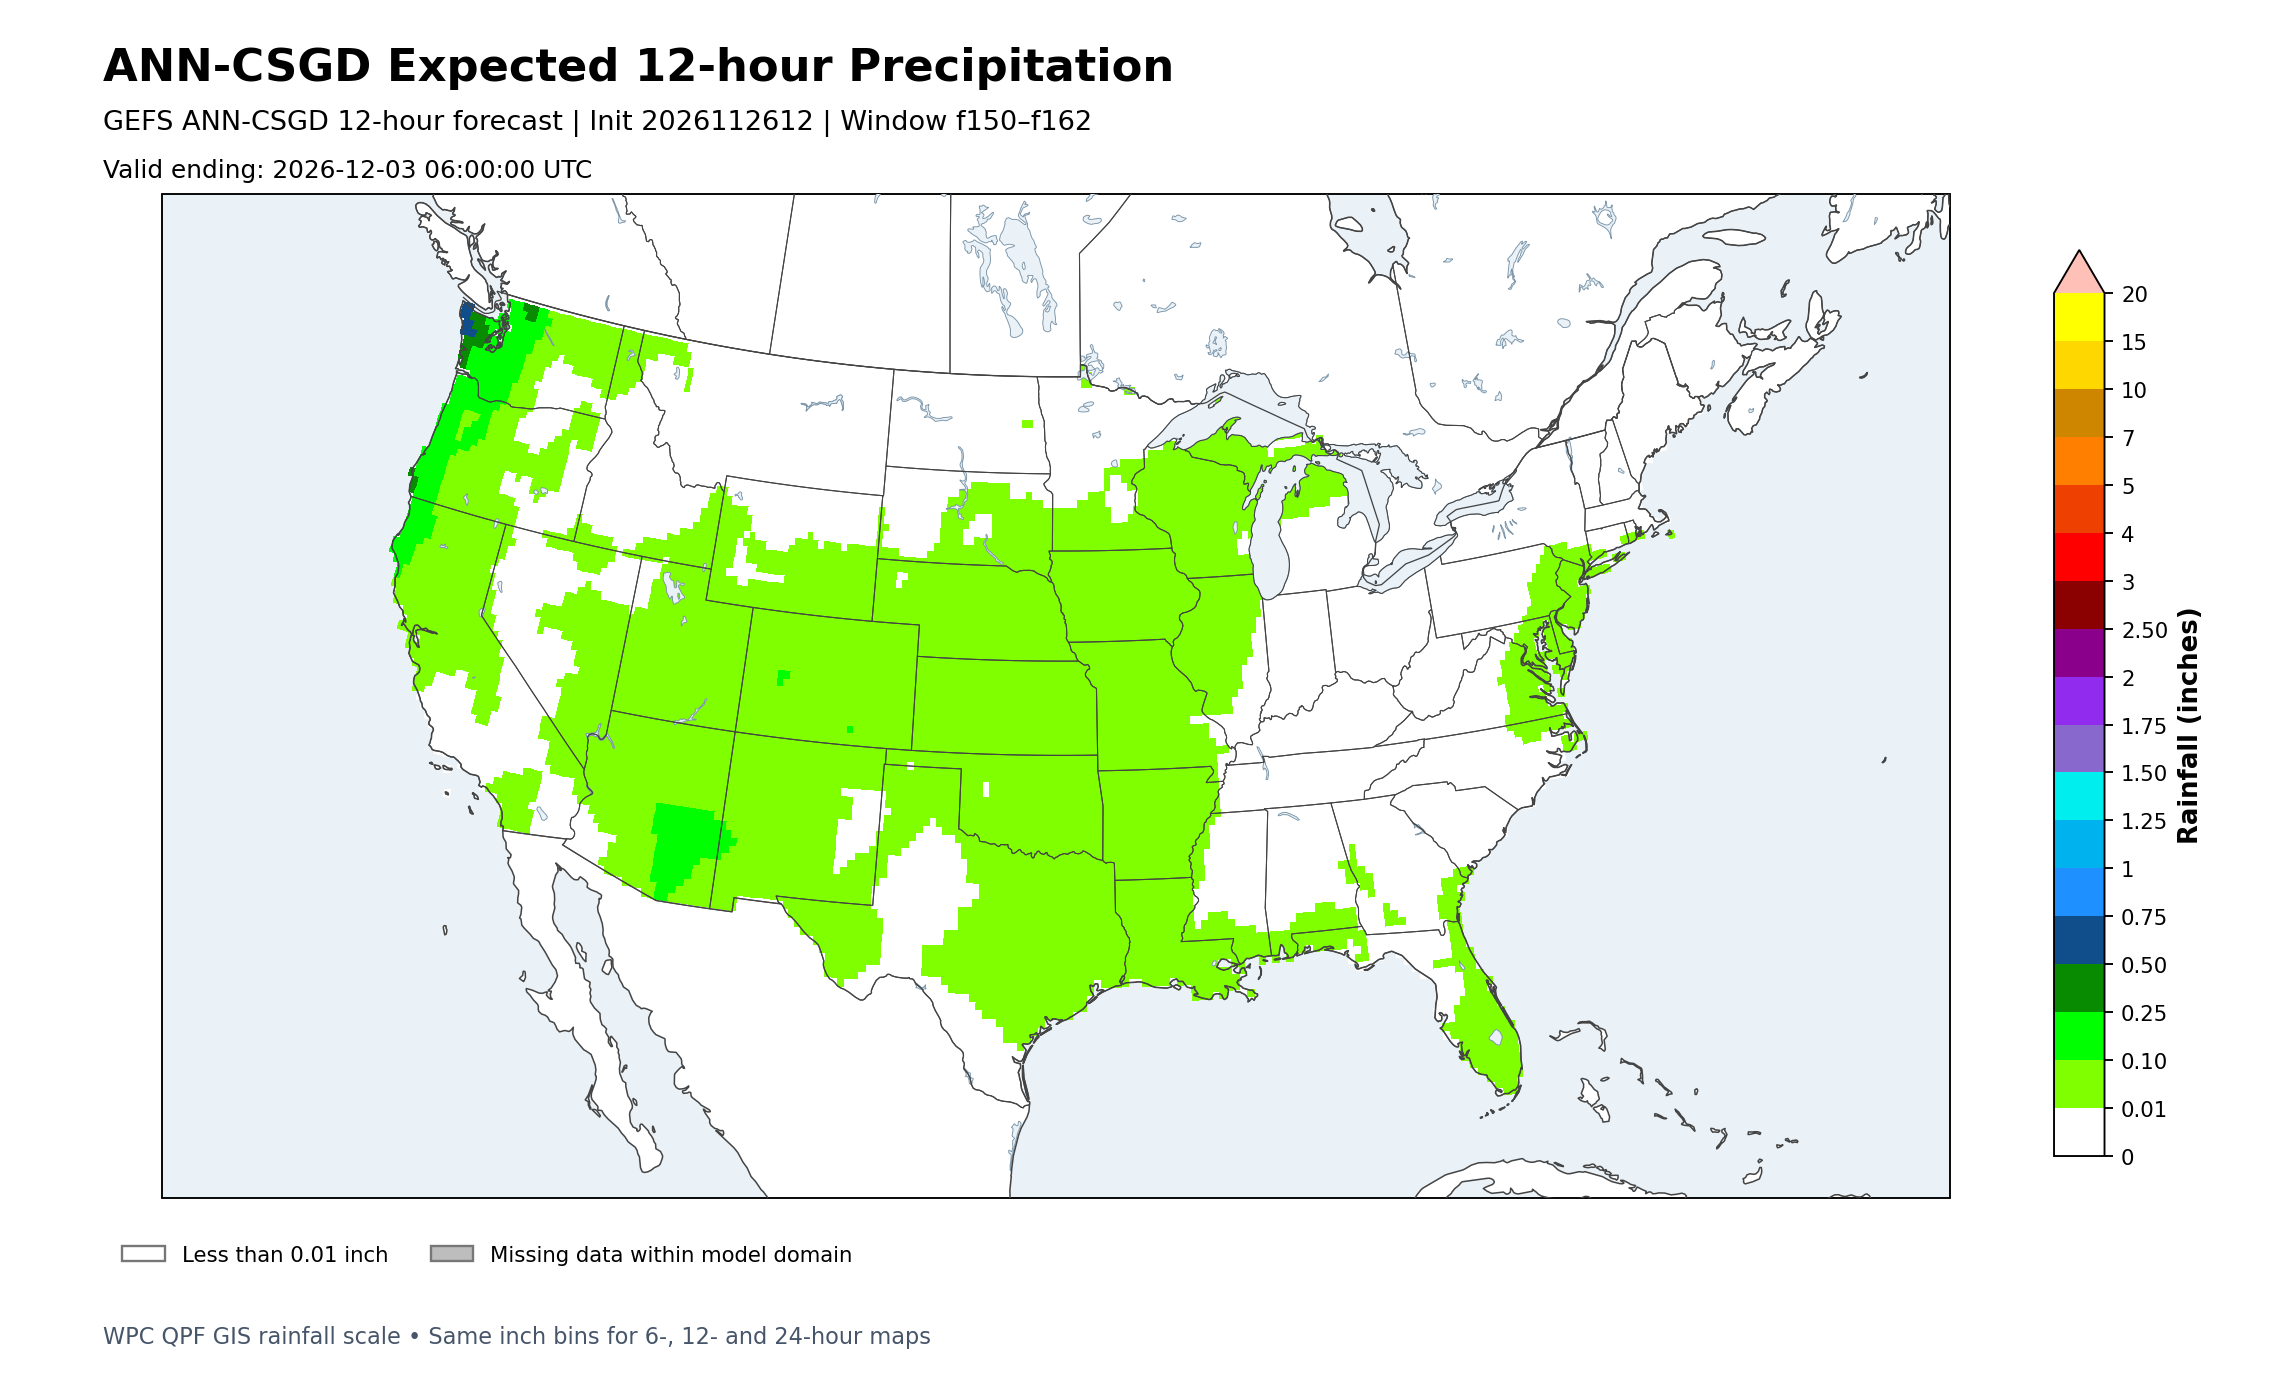 ANN-CSGD Expected 12-hour Precipitation
GEFS ANN-CSGD 12-hour forecast | Init 2026112612 | Window f150–f162
Valid ending: 2026-12-03 06:00:00 UTC
20
15
10
7
5
4
3
2.50
2
1.75
1.50
1.25
1
0.75
0.50
0.25
0.10
0.01
0
Rainfall (inches)
Less than 0.01 inch
Missing data within model domain
WPC QPF GIS rainfall scale • Same inch bins for 6-, 12- and 24-hour maps